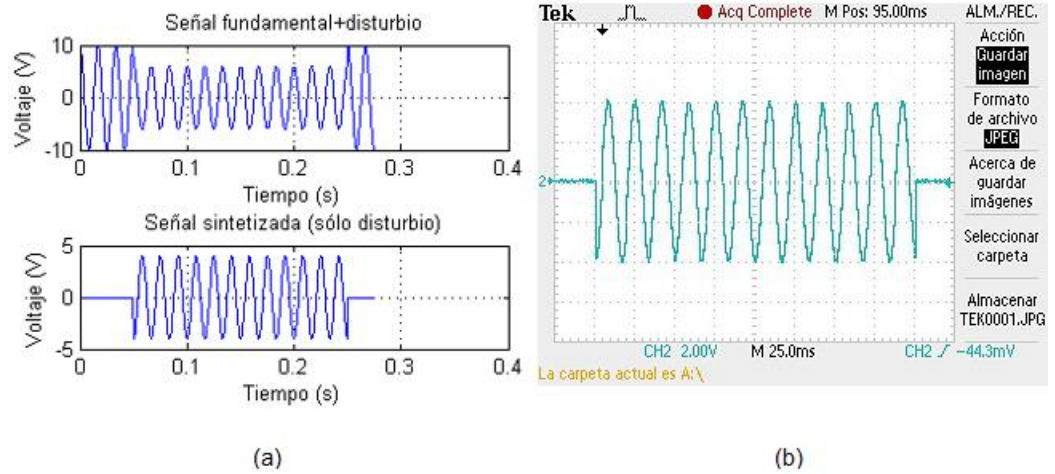 Señal fundamental+disturbio
10
0
-10
Voltaje (V)
0
0.1
0.2
0.3
0.4
Tiempo (s)
Señal sintetizada (sólo disturbio)
5
0
-5
Voltaje (V)
0
0.1
0.2
0.3
0.4
Tiempo (s)
(a)
Tek
Acq Complete
M Pos: 95.00ms
ALM./REC.
Acción
Guardar
imagen
Formato
de archivo
JPEG
Acerca de
guardar
imágenes
Seleccionar
carpeta
Almacenar
TEK0001.JPG
2
CH2 2.00V
M 25.0ms
CH2 / -44.3mV
La carpeta actual es A:\
(b)